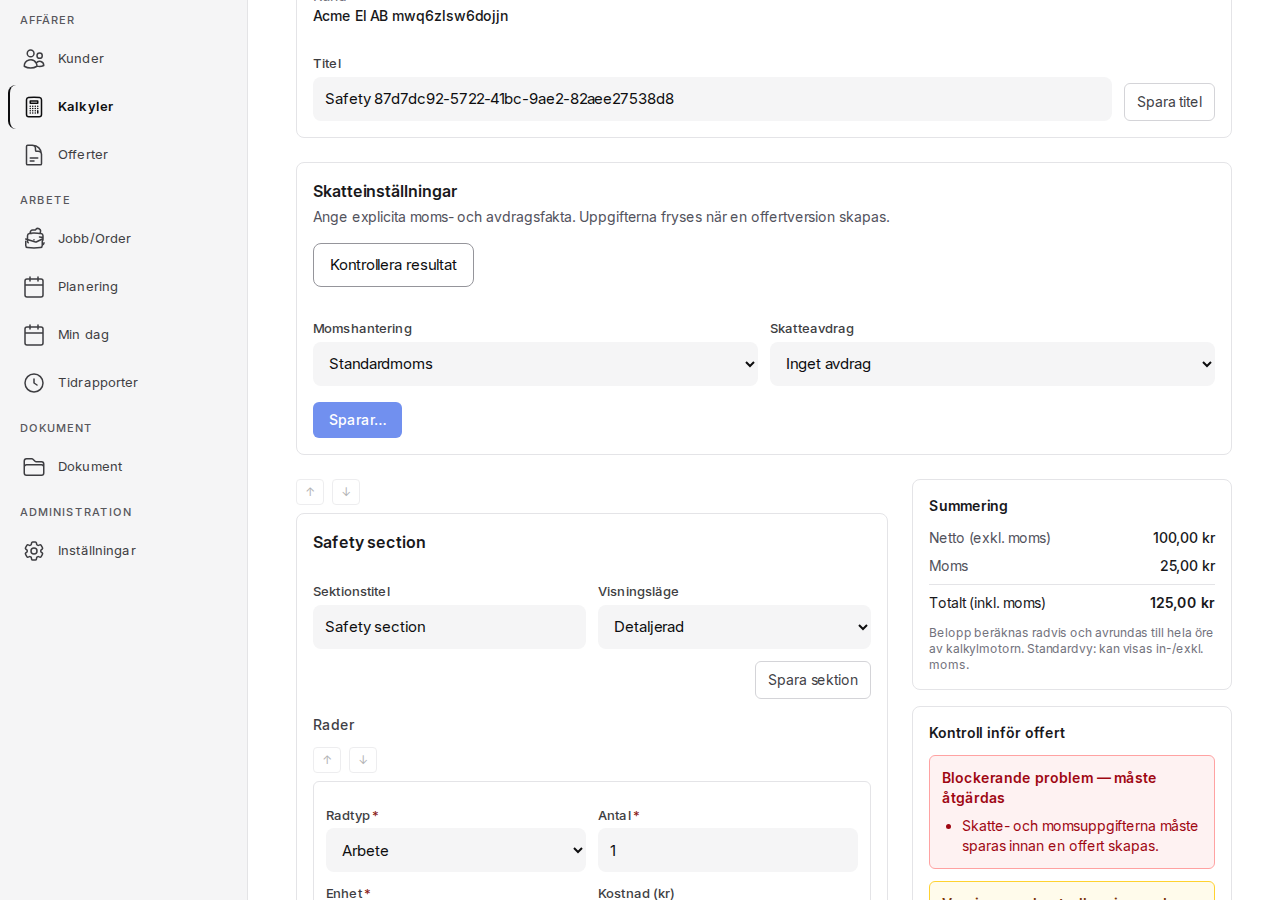 AFFÄRER
Kunder
Kalkyler
Offerter
ARBETE
Jobb/Order
Planering
Min dag
Tidrapporter
DOKUMENT
Dokument
ADMINISTRATION
Inställningar
Acme El AB mwq6zlsw6dojjn
Titel
Safety 87d7dc92-5722-41bc-9ae2-82aee27538d8
Spara titel
Skatteinställningar
Ange explicita moms- och avdragsfakta. Uppgifterna fryses när en offertversion skapas.
Kontrollera resultat
Momshantering
Skatteavdrag
Standardmoms
Inget avdrag
Sparar...
↑ ↓
Safety section
Sektionstitel
Visningsläge
Safety section
Detaljerad
Spara sektion
Rader
↑ ↓
Radtyp *
Antal *
Arbete
1
Enhet *
Kostnad (kr)
Summering
Netto (exkl. moms) 100,00 kr
Moms 25,00 kr
Totalt (inkl. moms) 125,00 kr
Belopp beräknas radvis och avrundas till hela öre
av kalkylmotorn. Standardvy: kan visas in-/exkl.
moms.
Kontroll inför offert
Blockerande problem — måste
åtgärdas
• Skatte- och momsuppgifterna måste
sparas innan en offert skapas.